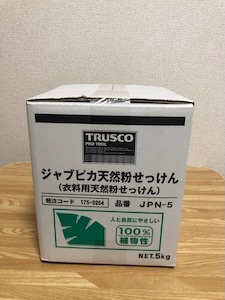 TRUSCO
PRO TOOL
ジャブピカ天然粉せっけん
(衣料用天然粉せっけん)
発注コード 175-0264 品番 JPN-5
人と自然にやさしい
100%
植物性
NET.5kg